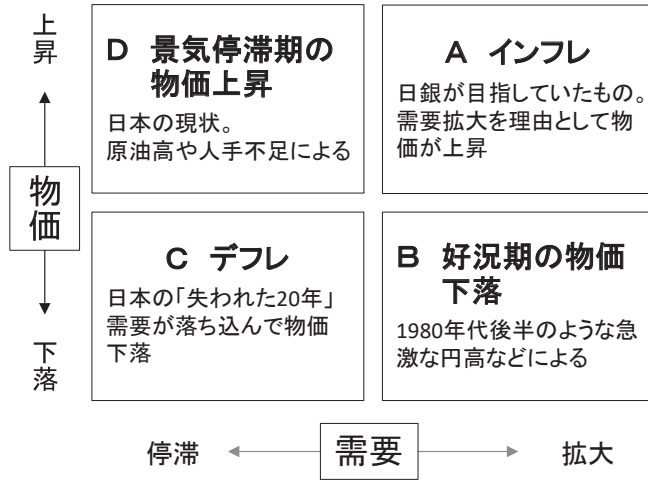 上昇
物価
下落
D 景気停滞期の
物価上昇
日本の現状。
原油高や人手不足による
A インフレ
日銀が目指していたもの。
需要拡大を理由として物
価が上昇
C デフレ
日本の「失われた20年」
需要が落ち込んで物価
下落
B 好況期の物価
下落
1980年代後半のような急
激な円高などによる
停滞
需要
拡大